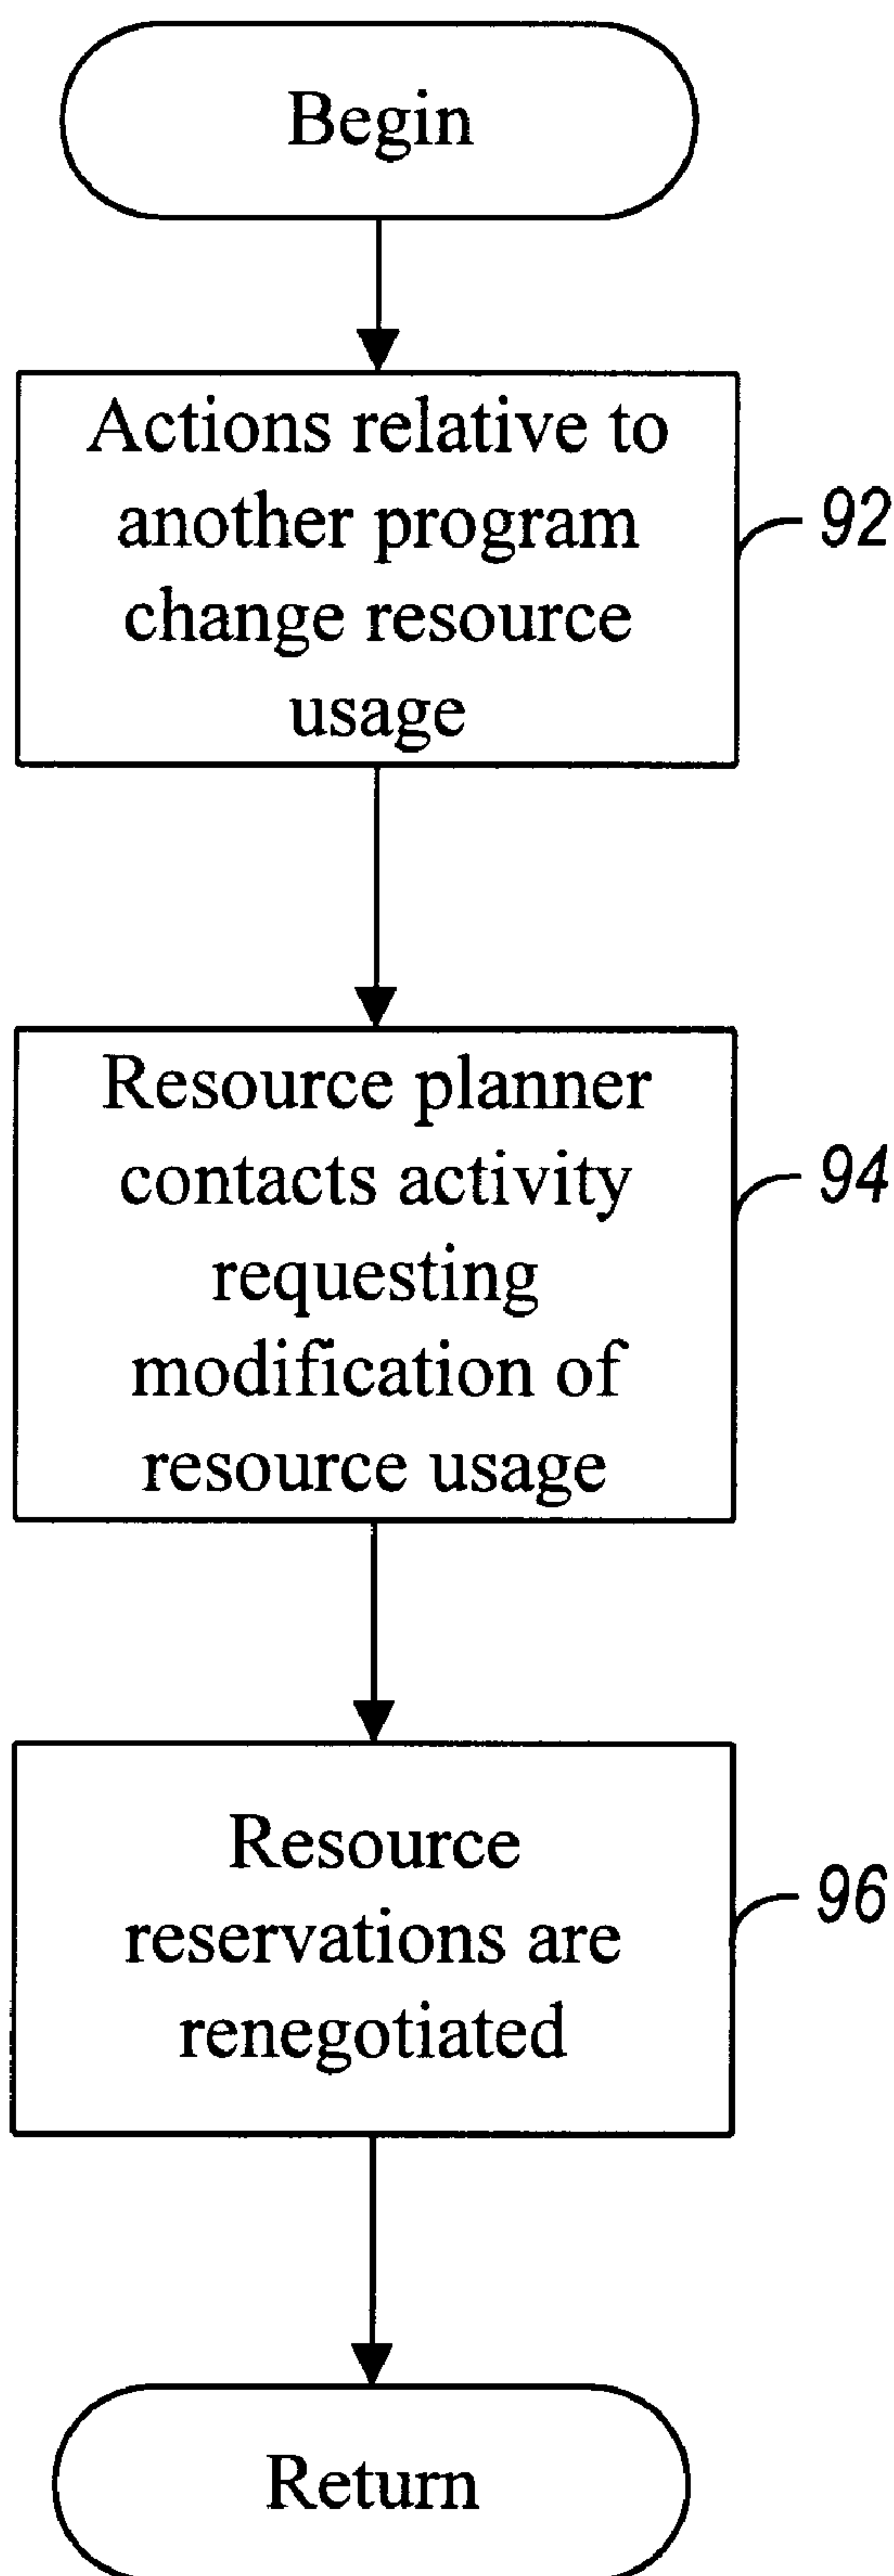 Begin
Actions relative to
another program
change resource
usage
92
Resource planner
contacts activity
requesting
modification of
resource usage
94
Resource
reservations are
renegotiated
96
Return